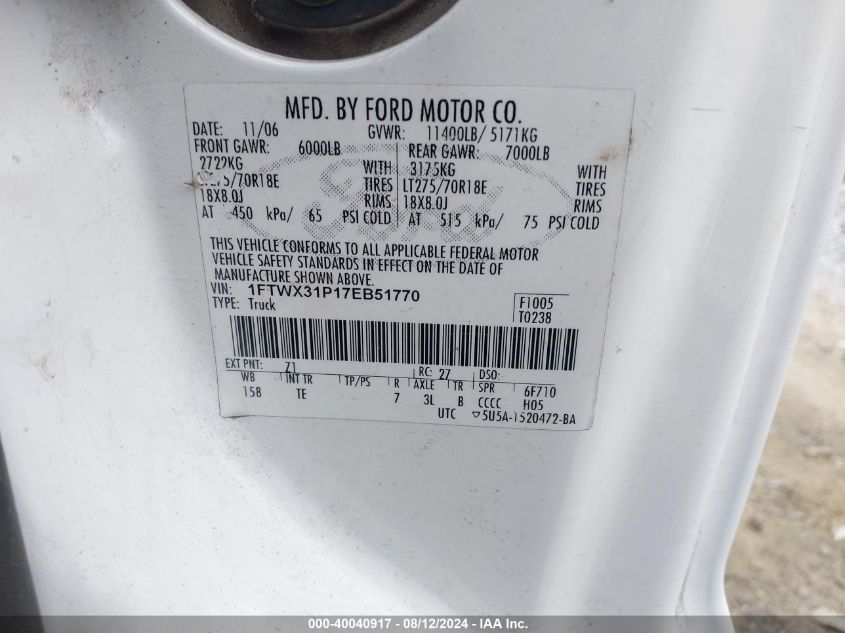 MFD. BY FORD MOTOR CO.
DATE: 11/06 GVWR: 11400LB/ 5171KG
FRONT GAWR: 6000LB REAR GAWR: 7000LB
2722KG WITH 3175KG WITH
LT275/70R18E TIRES LT275/70R18E TIRES
18X8.0J RIMS 18X8.0J RIMS
AT 450 kPa/ 65 PSI COLD AT 515 kPa/ 75 PSI COLD
THIS VEHICLE CONFORMS TO ALL APPLICABLE FEDERAL MOTOR
VEHICLE SAFETY STANDARDS IN EFFECT ON THE DATE OF
MANUFACTURE SHOWN ABOVE.
VIN: 1FTWX31P17EB51770
TYPE: Truck
F1005
T0238
EXT PNT: Z1 RC: 27 DSO:
WB INT TR TP/PS R AXLE TR SPR 6F710
158 TE 7 3L B CCCC H05
UTC ▽5U5A-1520472-BA
000-40040917 - 08/12/2024 - IAA Inc.